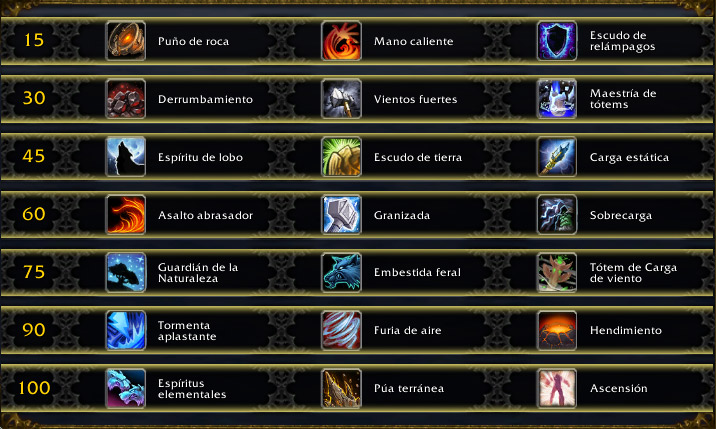 15
Puño de roca
Mano caliente
Escudo de
relámpagos
30
Derrumbamiento
Vientos fuertes
Maestría de
tótems
45
Espíritu de lobo
Escudo de tierra
Carga estática
60
Asalto abrasador
Granizada
Sobrecarga
75
Guardián de la
Naturaleza
Embestida feral
Tótem de Carga
de viento
90
Tormenta
aplastante
Furia de aire
Hendimiento
100
Espíritus
elementales
Púa terránea
Ascensión